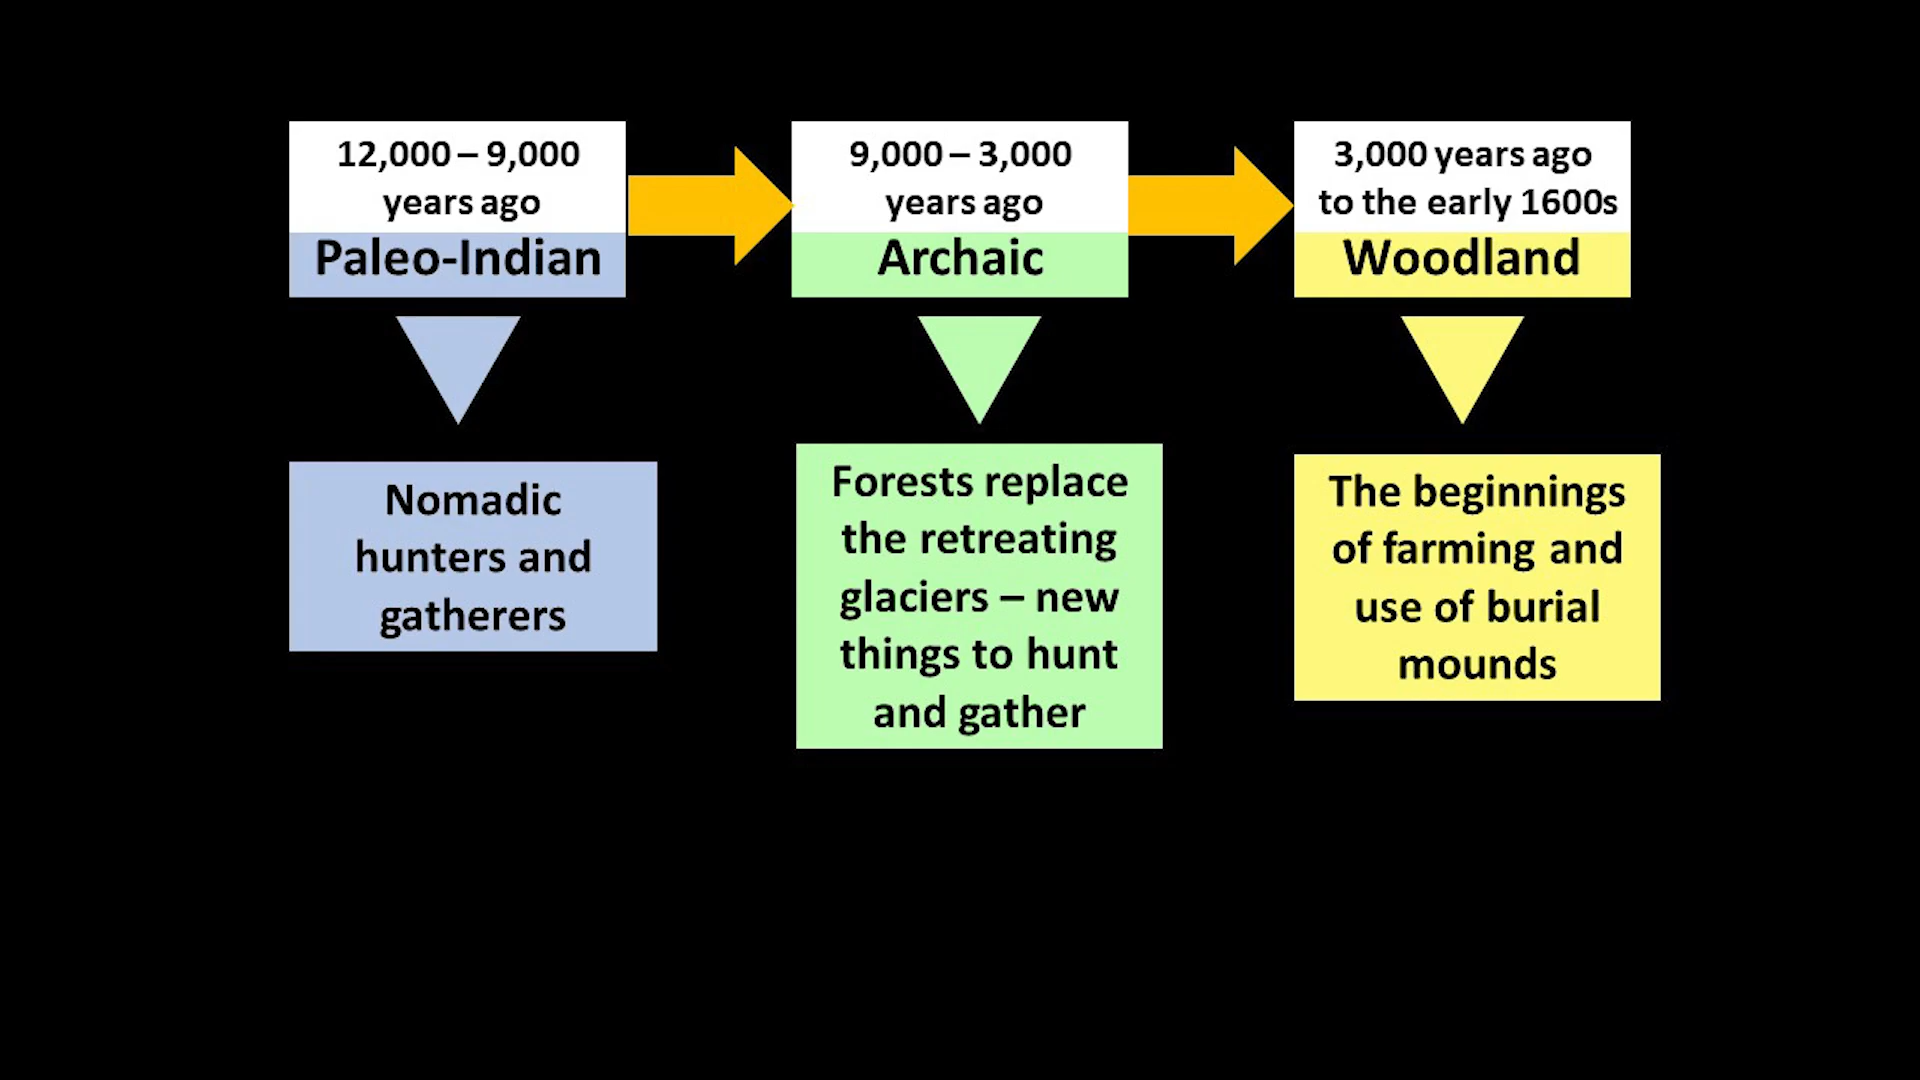 12,000 – 9,000
years ago
Paleo-Indian
9,000 – 3,000
years ago
Archaic
3,000 years ago
to the early 1600s
Woodland
Nomadic
hunters and
gatherers
Forests replace
the retreating
glaciers – new
things to hunt
and gather
The beginnings
of farming and
use of burial
mounds